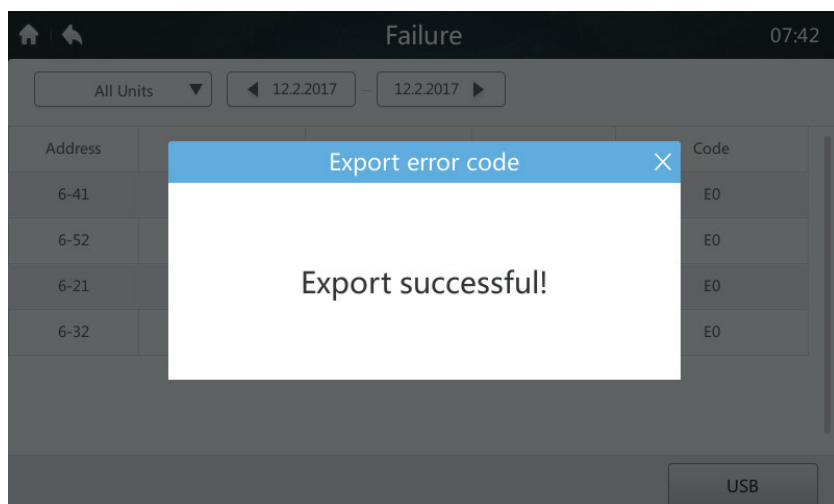 Failure 07:42
All Units 12.2.2017 – 12.2.2017
Address Code
Export error code
6-41 E0
6-52 E0
Export successful!
6-21 E0
6-32 E0
USB